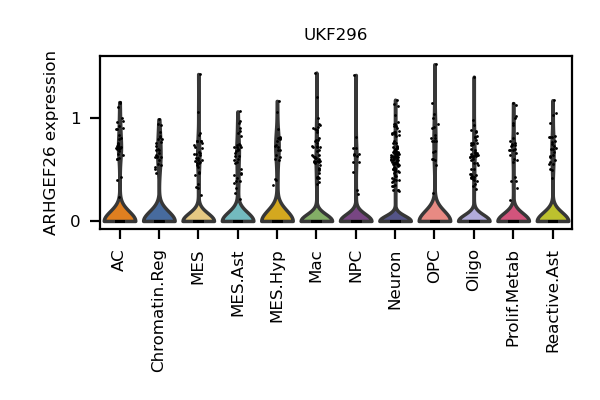 UKF296
ARHGEF26 expression
1
0
AC
Chromatin.Reg
MES
MES.Ast
MES.Hyp
Mac
NPC
Neuron
OPC
Oligo
Prolif.Metab
Reactive.Ast